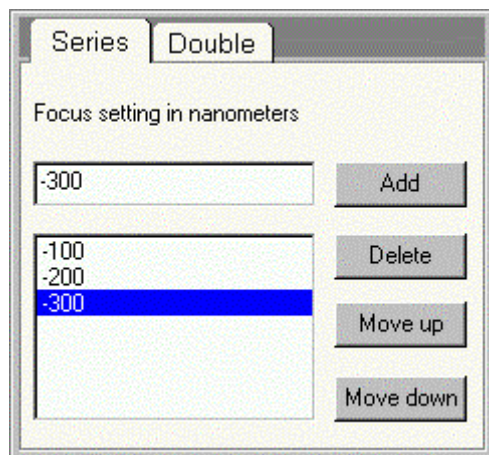 Series Double
Focus setting in nanometers
-300 Add
-100
-200
-300
Delete
Move up
Move down